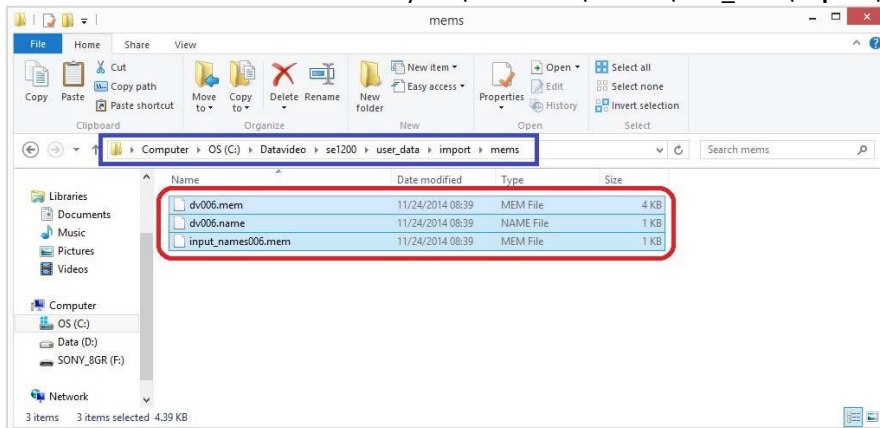 mems
File Home Share View
Copy
Paste
Cut
Copy path
Paste shortcut
Clipboard
Move to
Copy to
Delete
Rename
Organize
New folder
New item
Easy access
New
Properties
Open
Edit
History
Open
Select all
Select none
Invert selection
Select
Computer OS (C:) Datavideo se1200 user_data import mems
Search mems
Name Date modified Type Size
dv006.mem 11/24/2014 08:39 MEM File 4 KB
dv006.name 11/24/2014 08:39 NAME File 1 KB
input_names006.mem 11/24/2014 08:39 MEM File 1 KB
Libraries
Documents
Music
Pictures
Videos
Computer
OS (C:)
Data (D:)
SONY_8GR (F:)
Network
3 items 3 items selected 4.39 KB